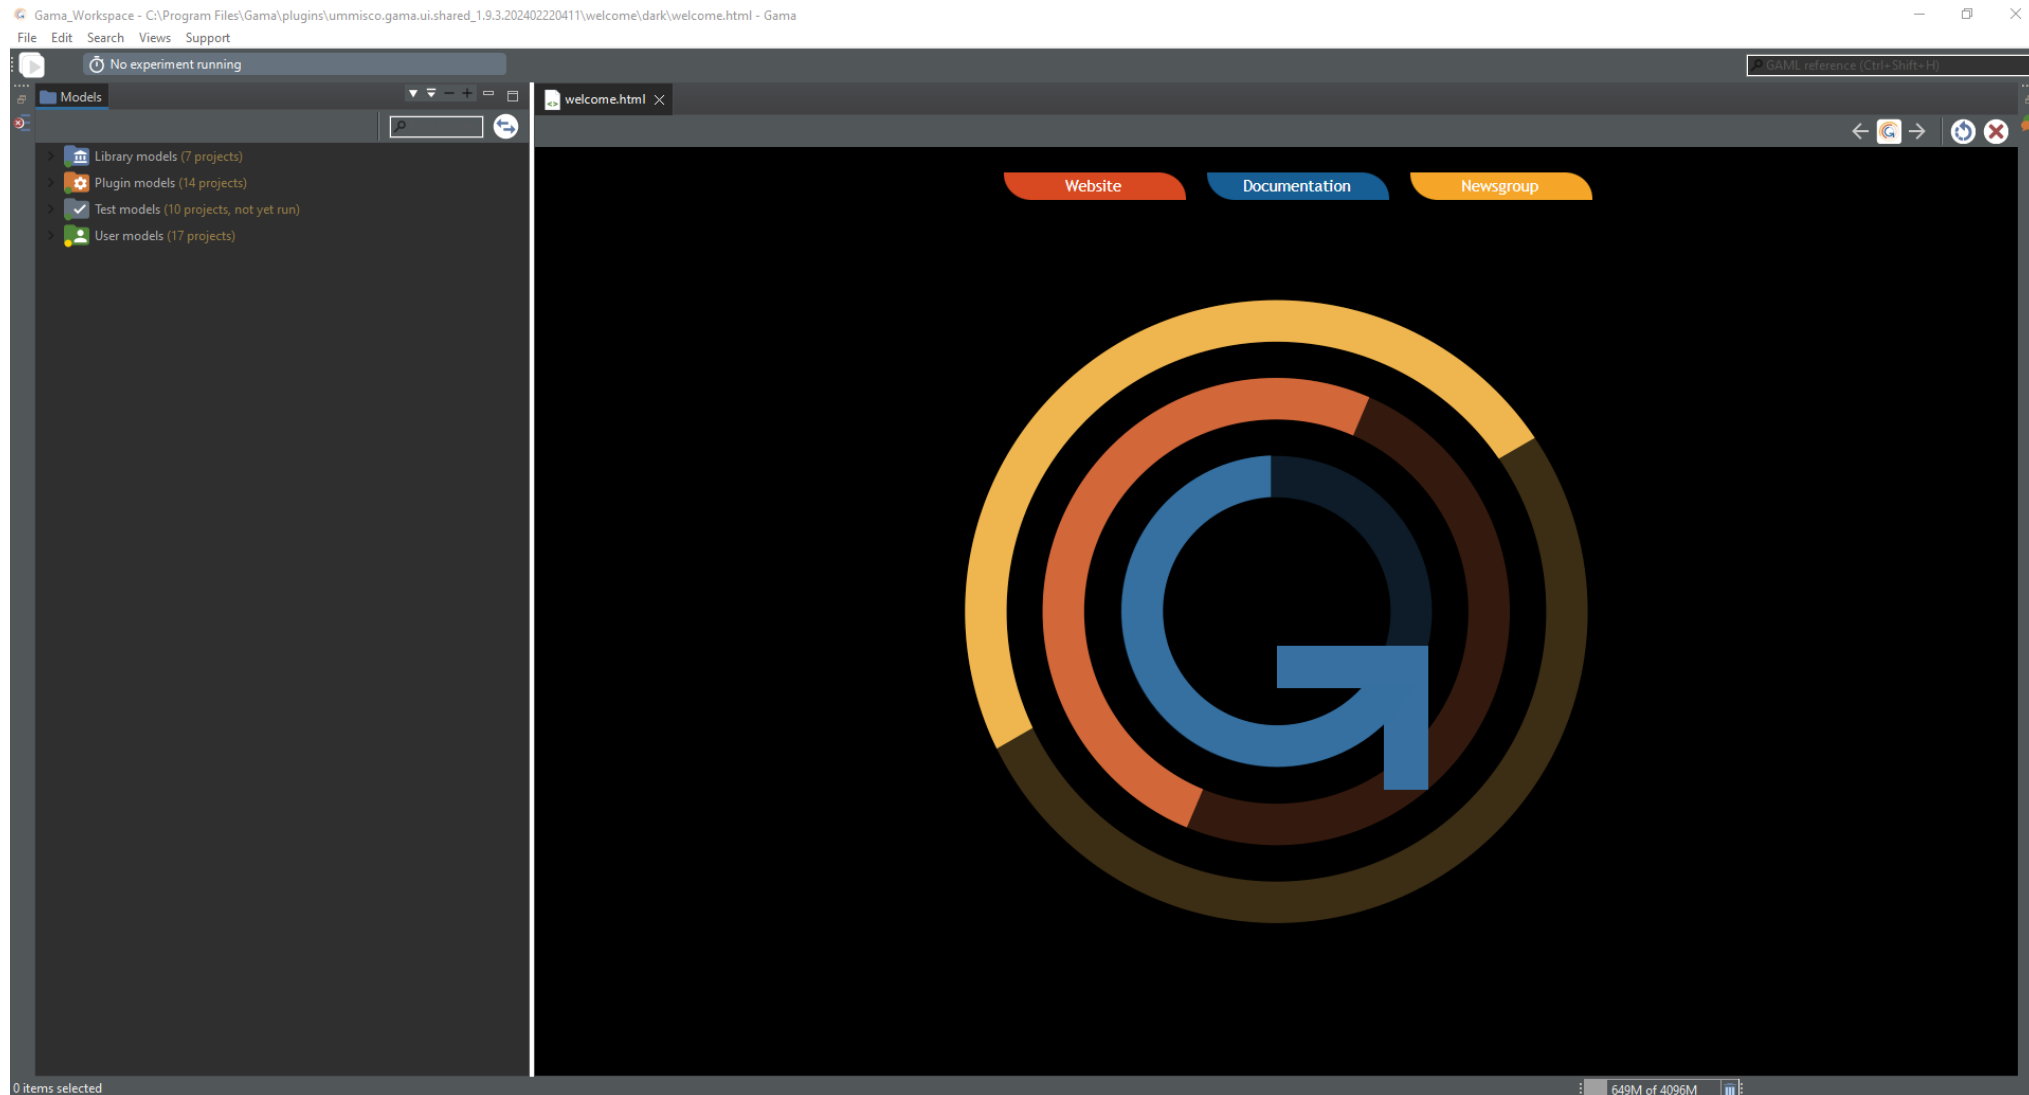 Gama_Workspace - C:\Program Files\Gama\plugins\ummisco.gama.ui.shared_1.9.3.202402220411\welcome\dark\welcome.html - Gama
File Edit Search Views Support
No experiment running
GAML reference (Ctrl+Shift+H)
Models
welcome.html
Library models (7 projects)
Plugin models (14 projects)
Test models (10 projects, not yet run)
User models (17 projects)
Website Documentation Newsgroup
0 items selected
649M of 4096M